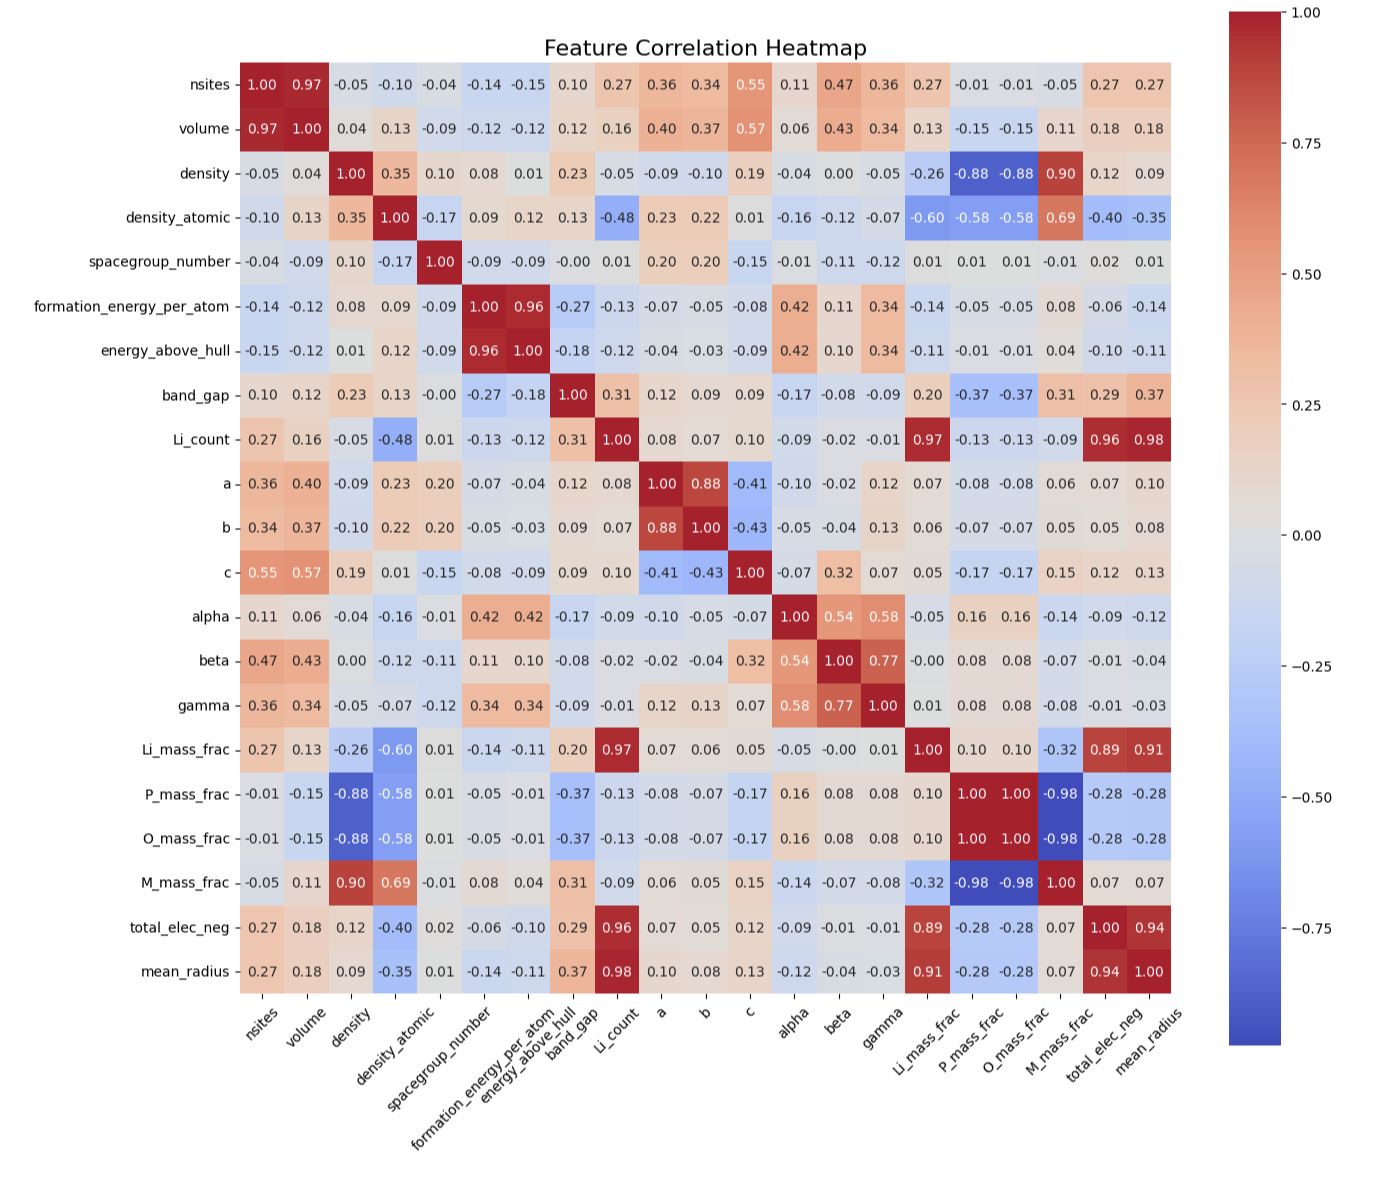 Feature Correlation Heatmap
nsites 1.00 0.97 -0.05 -0.10 -0.04 -0.14 -0.15 0.10 0.27 0.36 0.34 0.55 0.11 0.47 0.36 0.27 -0.01 -0.01 -0.05 0.27 0.27
volume 0.97 1.00 0.04 0.13 -0.09 -0.12 -0.12 0.12 0.16 0.40 0.37 0.57 0.06 0.43 0.34 0.13 -0.15 -0.15 0.11 0.18 0.18
density -0.05 0.04 1.00 0.35 0.10 0.08 0.01 0.23 -0.05 -0.09 -0.10 0.19 -0.04 0.00 -0.05 -0.26 -0.88 -0.88 0.90 0.12 0.09
density_atomic -0.10 0.13 0.35 1.00 -0.17 0.09 0.12 0.13 -0.48 0.23 0.22 0.01 -0.16 -0.12 -0.07 -0.60 -0.58 -0.58 0.69 -0.40 -0.35
spacegroup_number -0.04 -0.09 0.10 -0.17 1.00 -0.09 -0.09 -0.00 0.01 0.20 0.20 -0.15 -0.01 -0.11 -0.12 0.01 0.01 0.01 -0.01 0.02 0.01
formation_energy_per_atom -0.14 -0.12 0.08 0.09 -0.09 1.00 0.96 -0.27 -0.13 -0.07 -0.05 -0.08 0.42 0.11 0.34 -0.14 -0.05 -0.05 0.08 -0.06 -0.14
energy_above_hull -0.15 -0.12 0.01 0.12 -0.09 0.96 1.00 -0.18 -0.12 -0.04 -0.03 -0.09 0.42 0.10 0.34 -0.11 -0.01 -0.01 0.04 -0.10 -0.11
band_gap 0.10 0.12 0.23 0.13 -0.00 -0.27 -0.18 1.00 0.31 0.12 0.09 0.09 -0.17 -0.08 -0.09 0.20 -0.37 -0.37 0.31 0.29 0.37
Li_count 0.27 0.16 -0.05 -0.48 0.01 -0.13 -0.12 0.31 1.00 0.08 0.07 0.10 -0.09 -0.02 -0.01 0.97 -0.13 -0.13 -0.09 0.96 0.98
a 0.36 0.40 -0.09 0.23 0.20 -0.07 -0.04 0.12 0.08 1.00 0.88 -0.41 -0.10 -0.02 0.12 0.07 -0.08 -0.08 0.06 0.07 0.10
b 0.34 0.37 -0.10 0.22 0.20 -0.05 -0.03 0.09 0.07 0.88 1.00 -0.43 -0.05 -0.04 0.13 0.06 -0.07 -0.07 0.05 0.05 0.08
c 0.55 0.57 0.19 0.01 -0.15 -0.08 -0.09 0.09 0.10 -0.41 -0.43 1.00 -0.07 0.32 0.07 0.05 -0.17 -0.17 0.15 0.12 0.13
alpha 0.11 0.06 -0.04 -0.16 -0.01 0.42 0.42 -0.17 -0.09 -0.10 -0.05 -0.07 1.00 0.54 0.58 -0.05 0.16 0.16 -0.14 -0.09 -0.12
beta 0.47 0.43 0.00 -0.12 -0.11 0.11 0.10 -0.08 -0.02 -0.02 -0.04 0.32 0.54 1.00 0.77 -0.00 0.08 0.08 -0.07 -0.01 -0.04
gamma 0.36 0.34 -0.05 -0.07 -0.12 0.34 0.34 -0.09 -0.01 0.12 0.13 0.07 0.58 0.77 1.00 0.01 0.08 0.08 -0.08 -0.01 -0.03
Li_mass_frac 0.27 0.13 -0.26 -0.60 0.01 -0.14 -0.11 0.20 0.97 0.07 0.06 0.05 -0.05 -0.00 0.01 1.00 0.10 0.10 -0.32 0.89 0.91
P_mass_frac -0.01 -0.15 -0.88 -0.58 0.01 -0.05 -0.01 -0.37 -0.13 -0.08 -0.07 -0.17 0.16 0.08 0.08 0.10 1.00 1.00 -0.98 -0.28 -0.28
O_mass_frac -0.01 -0.15 -0.88 -0.58 0.01 -0.05 -0.01 -0.37 -0.13 -0.08 -0.07 -0.17 0.16 0.08 0.08 0.10 1.00 1.00 -0.98 -0.28 -0.28
M_mass_frac -0.05 0.11 0.90 0.69 -0.01 0.08 0.04 0.31 -0.09 0.06 0.05 0.15 -0.14 -0.07 -0.08 -0.32 -0.98 -0.98 1.00 0.07 0.07
total_elec_neg 0.27 0.18 0.12 -0.40 0.02 -0.06 -0.10 0.29 0.96 0.07 0.05 0.12 -0.09 -0.01 -0.01 0.89 -0.28 -0.28 0.07 1.00 0.94
mean_radius 0.27 0.18 0.09 -0.35 0.01 -0.14 -0.11 0.37 0.98 0.10 0.08 0.13 -0.12 -0.04 -0.03 0.91 -0.28 -0.28 0.07 0.94 1.00
nsites volume density density_atomic spacegroup_number formation_energy_per_atom energy_above_hull band_gap Li_count a b c alpha beta gamma Li_mass_frac P_mass_frac O_mass_frac M_mass_frac total_elec_neg mean_radius
1.00
0.75
0.50
0.25
0.00
−0.25
−0.50
−0.75